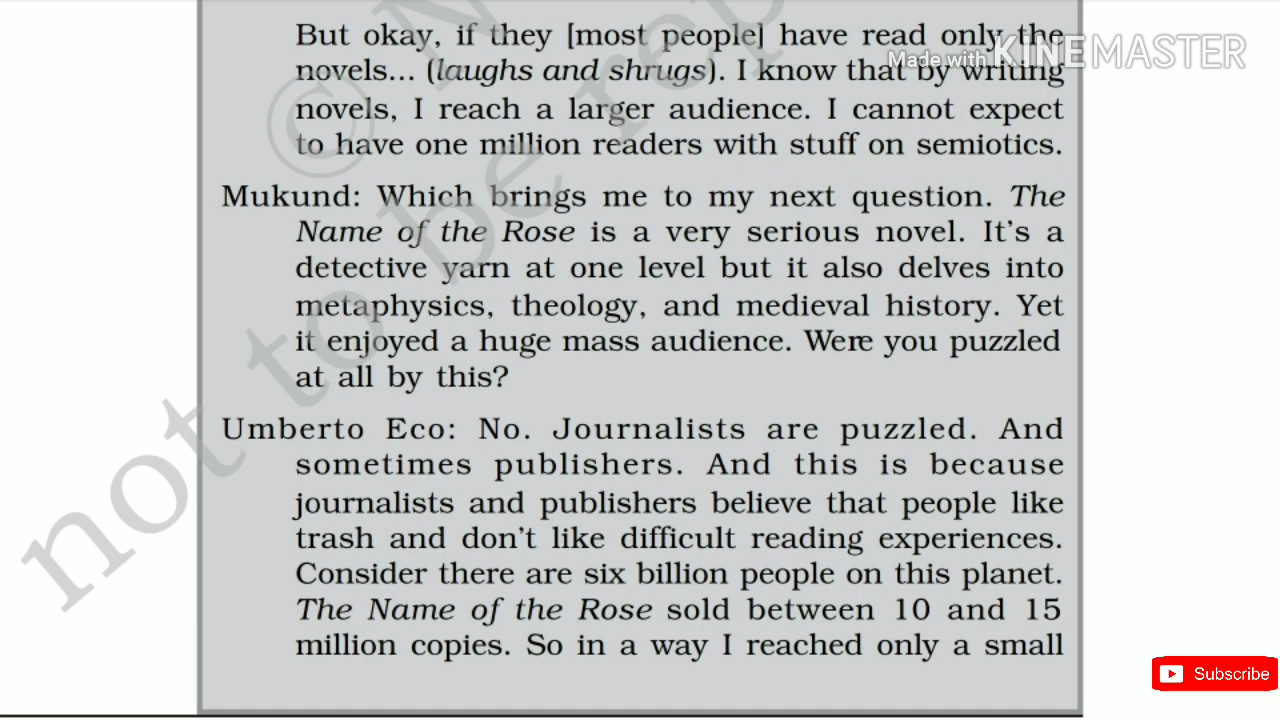 But okay, if they [most people] have read only the
Made with KINEMASTER
novels... (laughs and shrugs). I know that by writing
novels, I reach a larger audience. I cannot expect
to have one million readers with stuff on semiotics.
Mukund: Which brings me to my next question. The
Name of the Rose is a very serious novel. It's a
detective yarn at one level but it also delves into
metaphysics, theology, and medieval history. Yet
it enjoyed a huge mass audience. Were you puzzled
at all by this?
Umberto Eco: No. Journalists are puzzled. And
sometimes publishers. And this is because
journalists and publishers believe that people like
trash and don't like difficult reading experiences.
Consider there are six billion people on this planet.
The Name of the Rose sold between 10 and 15
million copies. So in a way I reached only a small
© N
not to be rep
Subscribe